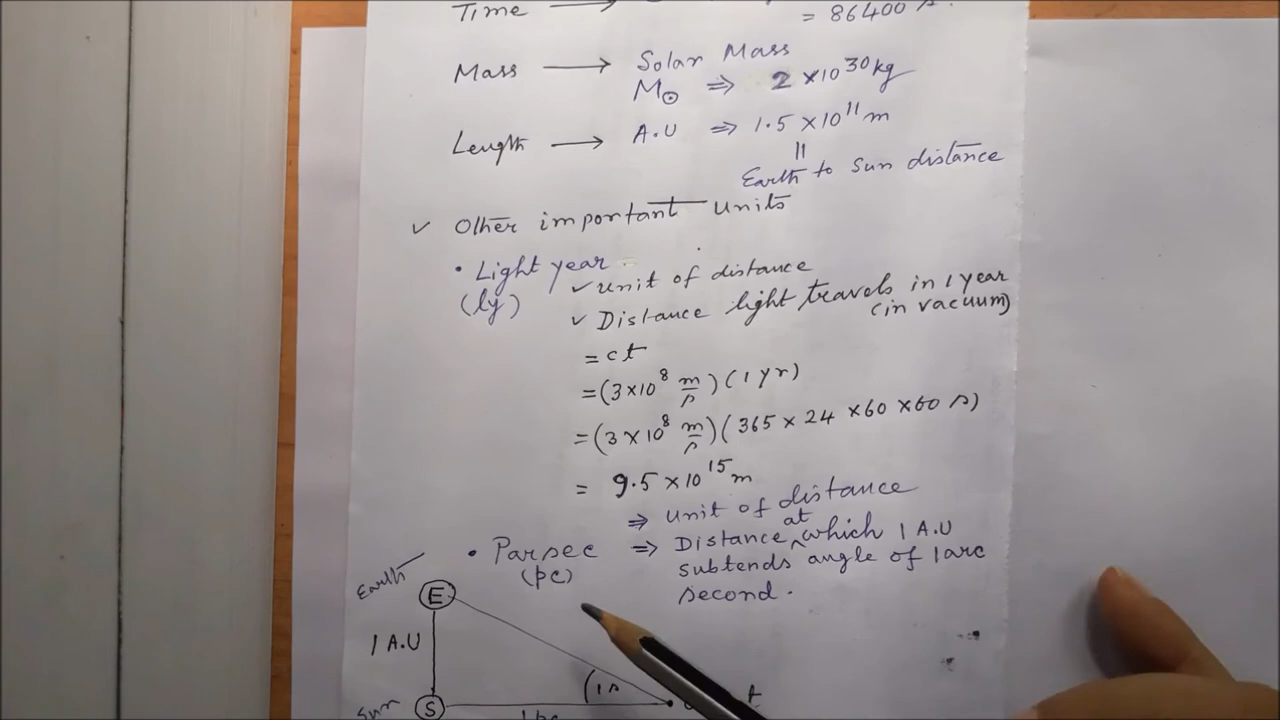 Time →
= 86400 s.
Mass → Solar Mass
M⊙ ⇒ 2 × 10³⁰ kg
Length → A.U ⇒ 1.5 × 10¹¹ m
||
Earth to Sun distance
✓ Other important Units
• Light year
(ly)
✓ Unit of distance
✓ Distance light travels in 1 year
(in vacuum)
= ct
= (3×10⁸ m/s) (1 yr)
= (3×10⁸ m/s) (365 × 24 × 60 × 60 s)
= 9.5 × 10¹⁵ m
• Parsec
(pc)
⇒ Unit of distance
⇒ Distance at which 1 A.U
subtends angle of 1 arc
second.
Earth
E
1 A.U
Sun
S
1s